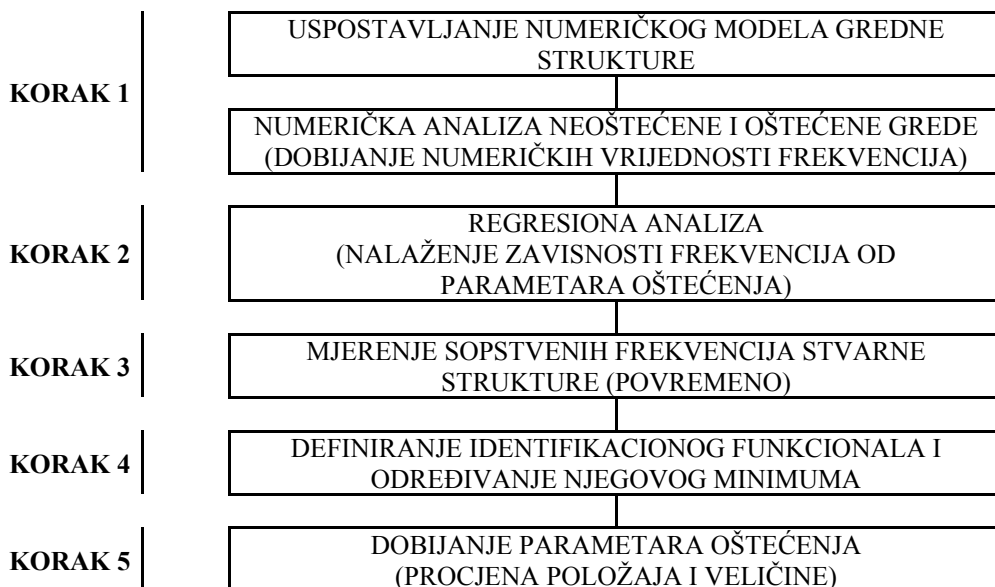 USPOSTAVLJANJE NUMERIČKOG MODELA GREDNE
STRUKTURE
KORAK 1
NUMERIČKA ANALIZA NEOŠTEĆENE I OŠTEĆENE GREDE
(DOBIJANJE NUMERIČKIH VRIJEDNOSTI FREKVENCIJA)
REGRESIONA ANALIZA
KORAK 2
(NALAŽENJE ZAVISNOSTI FREKVENCIJA OD
PARAMETARA OŠTEĆENJA)
KORAK 3
MJERENJE SOPSTVENIH FREKVENCIJA STVARNE
STRUKTURE (POVREMENO)
KORAK 4
DEFINIRANJE IDENTIFIKACIONOG FUNKCIONALA I
ODREĐIVANJE NJEGOVOG MINIMUMA
KORAK 5
DOBIJANJE PARAMETARA OŠTEĆENJA
(PROCJENA POLOŽAJA I VELIČINE)